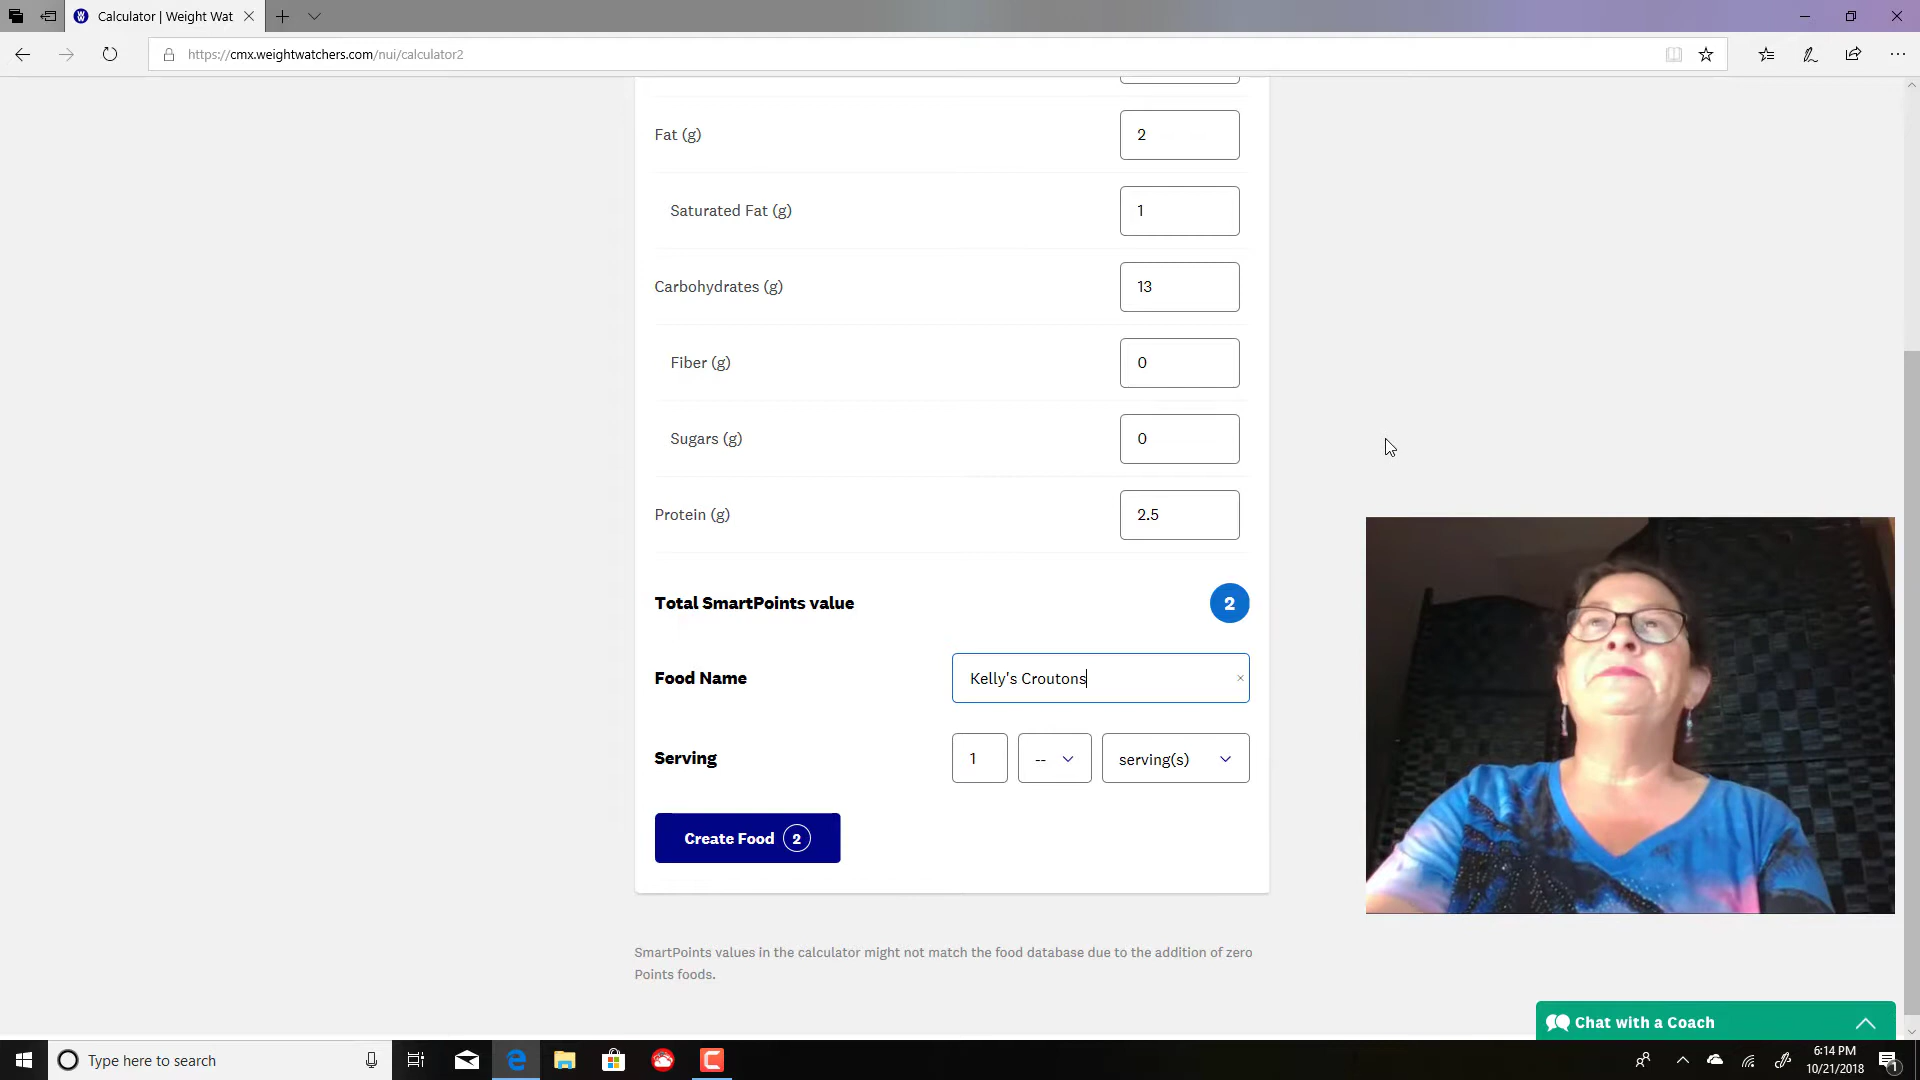 Calculator | Weight Wat
https://cmx.weightwatchers.com/nui/calculator2
Fat (g)
2
Saturated Fat (g)
1
Carbohydrates (g)
13
Fiber (g)
0
Sugars (g)
0
Protein (g)
2.5
Total SmartPoints value
2
Food Name
Kelly's Croutons
Serving
1
--
serving(s)
Create Food 2
SmartPoints values in the calculator might not match the food database due to the addition of zero
Points foods.
Chat with a Coach
Type here to search
6:14 PM
10/21/2018
1